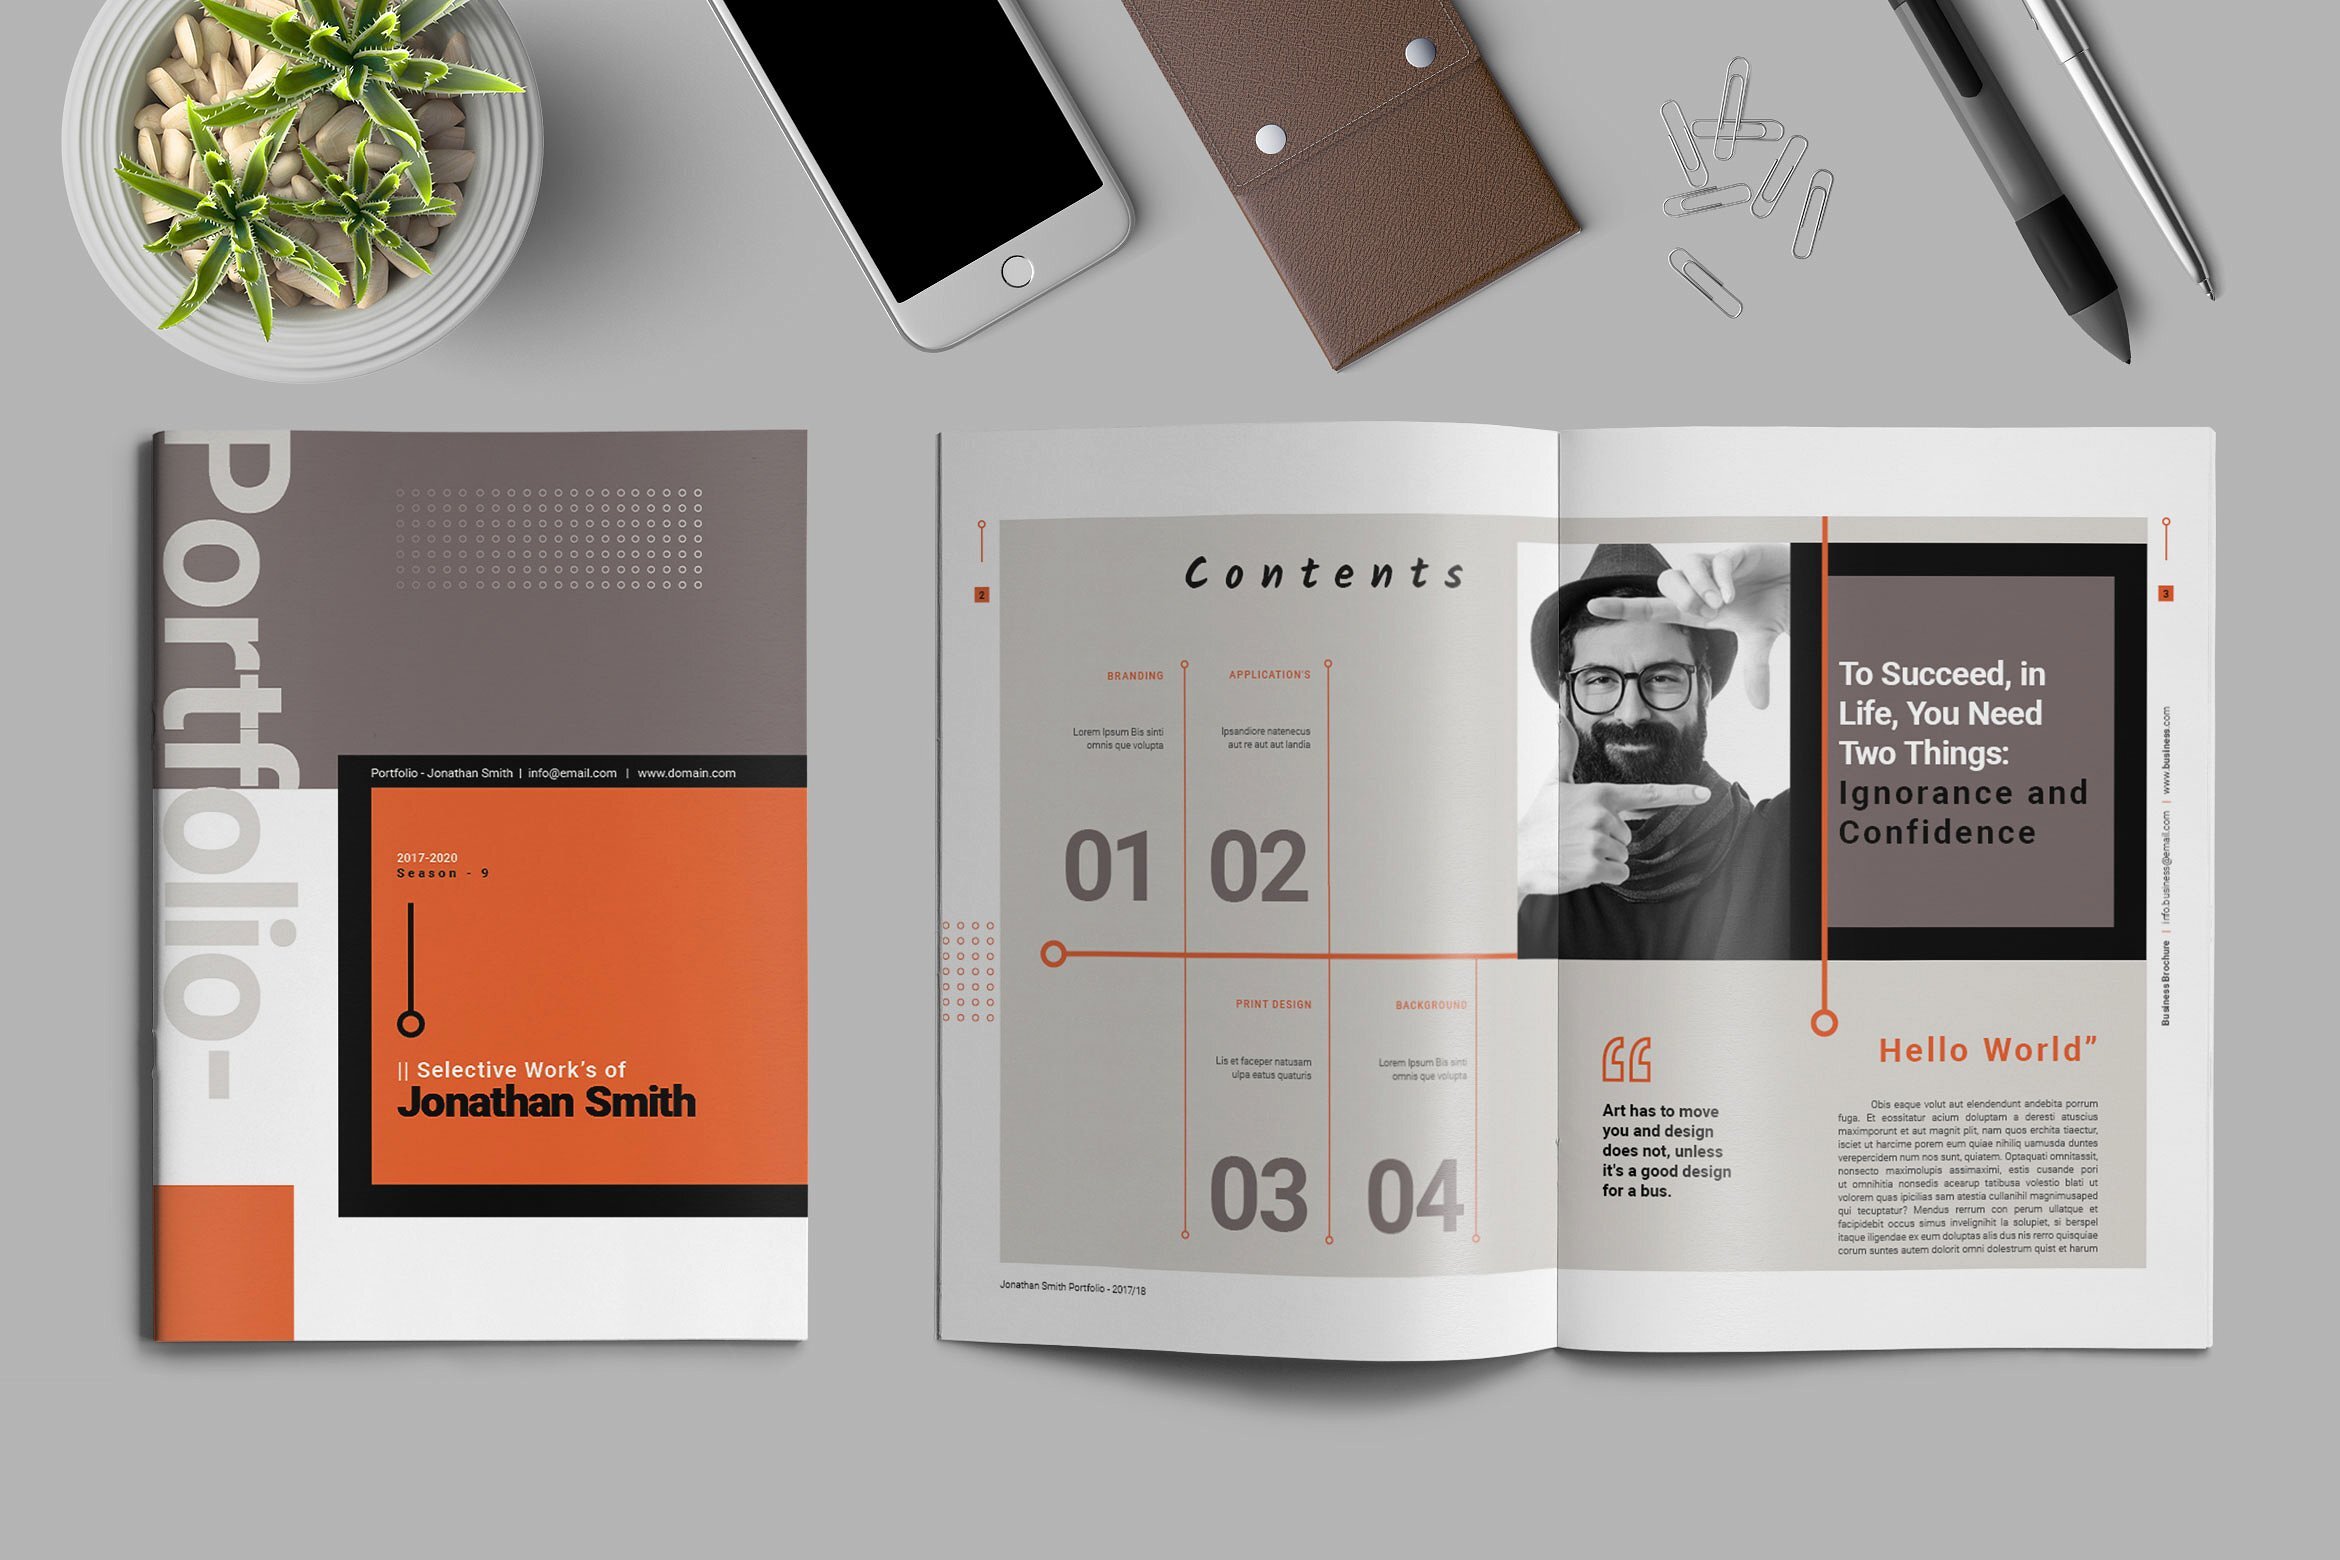 Portfolio-
Portfolio - Jonathan Smith | info@email.com | www.domain.com
2017-2020
Season - 9
|| Selective Work's of
Jonathan Smith
2
Contents
BRANDING
Lorem Ipsum Bis sinti
omnis que volupta
01
APPLICATION'S
Ipsandiore natenecus
aut re aut aut landia
02
PRINT DESIGN
Lis et faceper natusam
ulpa eatus quaturis
03
BACKGROUND
Lorem Ipsum Bis sinti
omnis que volupta
04
Jonathan Smith Portfolio - 2017/18
To Succeed, in
Life, You Need
Two Things:
Ignorance and
Confidence
“
Art has to move
you and design
does not, unless
it's a good design
for a bus.
Hello World”
Obis eaque volut aut elendendunt andebita porrum
fuga. Et eossitatur acium doluptam a deresti atuscius
maximporunt et aut magnit plit, nam quos erchita tiaectur,
isciet ut harcime porem eum quiae nihiliq uamusda duntes
verepercidem num nos sunt, quiatem. Optaquati omnitassit,
nonsecto maximolupis assimaximi, estis cusande pori
ut omnihitia nonsedis acearup tatibusa volestio blati ut
volorem quas ipicilias sam atestia cullanihil magnimusaped
qui tecuptatur? Mendus rerrum con perum ullatque et
facipidebit occus simus invelignihit la solupiet, si berspel
itaque iligendae ex eum doluptas alis dus nis rerro quisquiae
corum suntes autem dolorit omni dolestrum quist et harum
3
Business Brochure | info.business@email.com | www.business.com